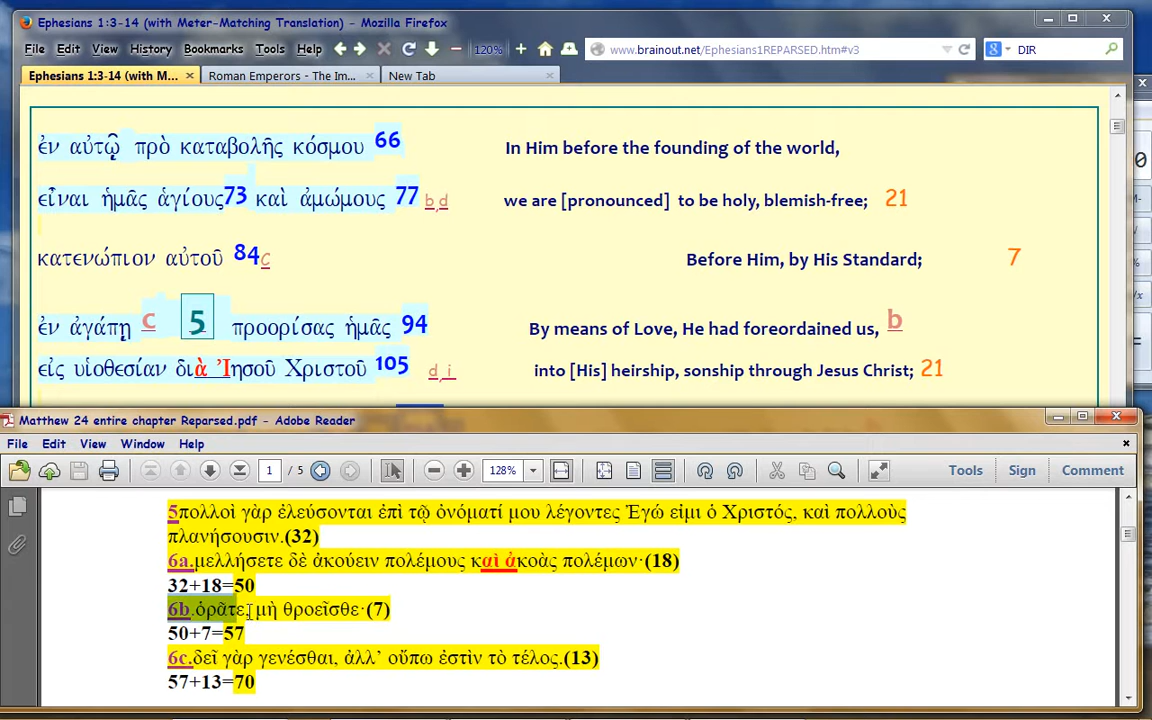 Ephesians 1:3-14 (with Meter-Matching Translation) - Mozilla Firefox
File Edit View History Bookmarks Tools Help 120% www.brainout.net/Ephesians1REPARSED.htm#v3 DIR
Ephesians 1:3-14 (with M... × Roman Emperors - The Im... × New Tab ×
ἐν αὐτῷ πρὸ καταβολῆς κόσμου 66 In Him before the founding of the world,
εἶναι ἡμᾶς ἁγίους73 καὶ ἀμώμους 77 b,d we are [pronounced] to be holy, blemish-free; 21
κατενώπιον αὐτοῦ 84c Before Him, by His Standard; 7
ἐν ἀγάπῃ c 5 προορίσας ἡμᾶς 94 By means of Love, He had foreordained us, b
εἰς υἱοθεσίαν διὰ Ἰησοῦ Χριστοῦ 105 d,i into [His] heirship, sonship through Jesus Christ; 21
Matthew 24 entire chapter Reparsed.pdf - Adobe Reader
File Edit View Window Help
1 / 5 128% Tools Sign Comment
5πολλοὶ γὰρ ἐλεύσονται ἐπὶ τῷ ὀνόματί μου λέγοντες Ἐγώ εἰμι ὁ Χριστός, καὶ πολλοὺς
πλανήσουσιν.(32)
6a.μελλήσετε δὲ ἀκούειν πολέμους καὶ ἀκοὰς πολέμων·(18)
32+18=50
6b.ὁρᾶτε, μὴ θροεῖσθε·(7)
50+7=57
6c.δεῖ γὰρ γενέσθαι, ἀλλ’ οὔπω ἐστὶν τὸ τέλος.(13)
57+13=70